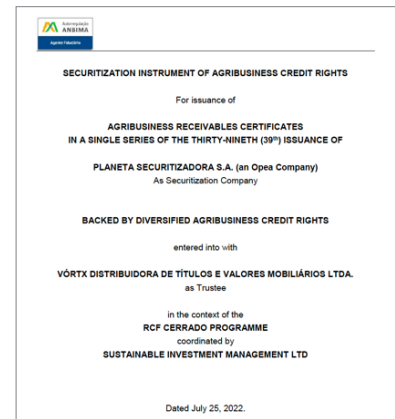 Autorregulação
ANBIMA
Agente Fiduciário
SECURITIZATION INSTRUMENT OF AGRIBUSINESS CREDIT RIGHTS
For issuance of
AGRIBUSINESS RECEIVABLES CERTIFICATES
IN A SINGLE SERIES OF THE THIRTY-NINETH (39th) ISSUANCE OF
PLANETA SECURITIZADORA S.A. (an Opea Company)
As Securitization Company
BACKED BY DIVERSIFIED AGRIBUSINESS CREDIT RIGHTS
entered into with
VÓRTX DISTRIBUIDORA DE TÍTULOS E VALORES MOBILIÁRIOS LTDA.
as Trustee
in the context of the
RCF CERRADO PROGRAMME
coordinated by
SUSTAINABLE INVESTMENT MANAGEMENT LTD
Dated July 25, 2022.